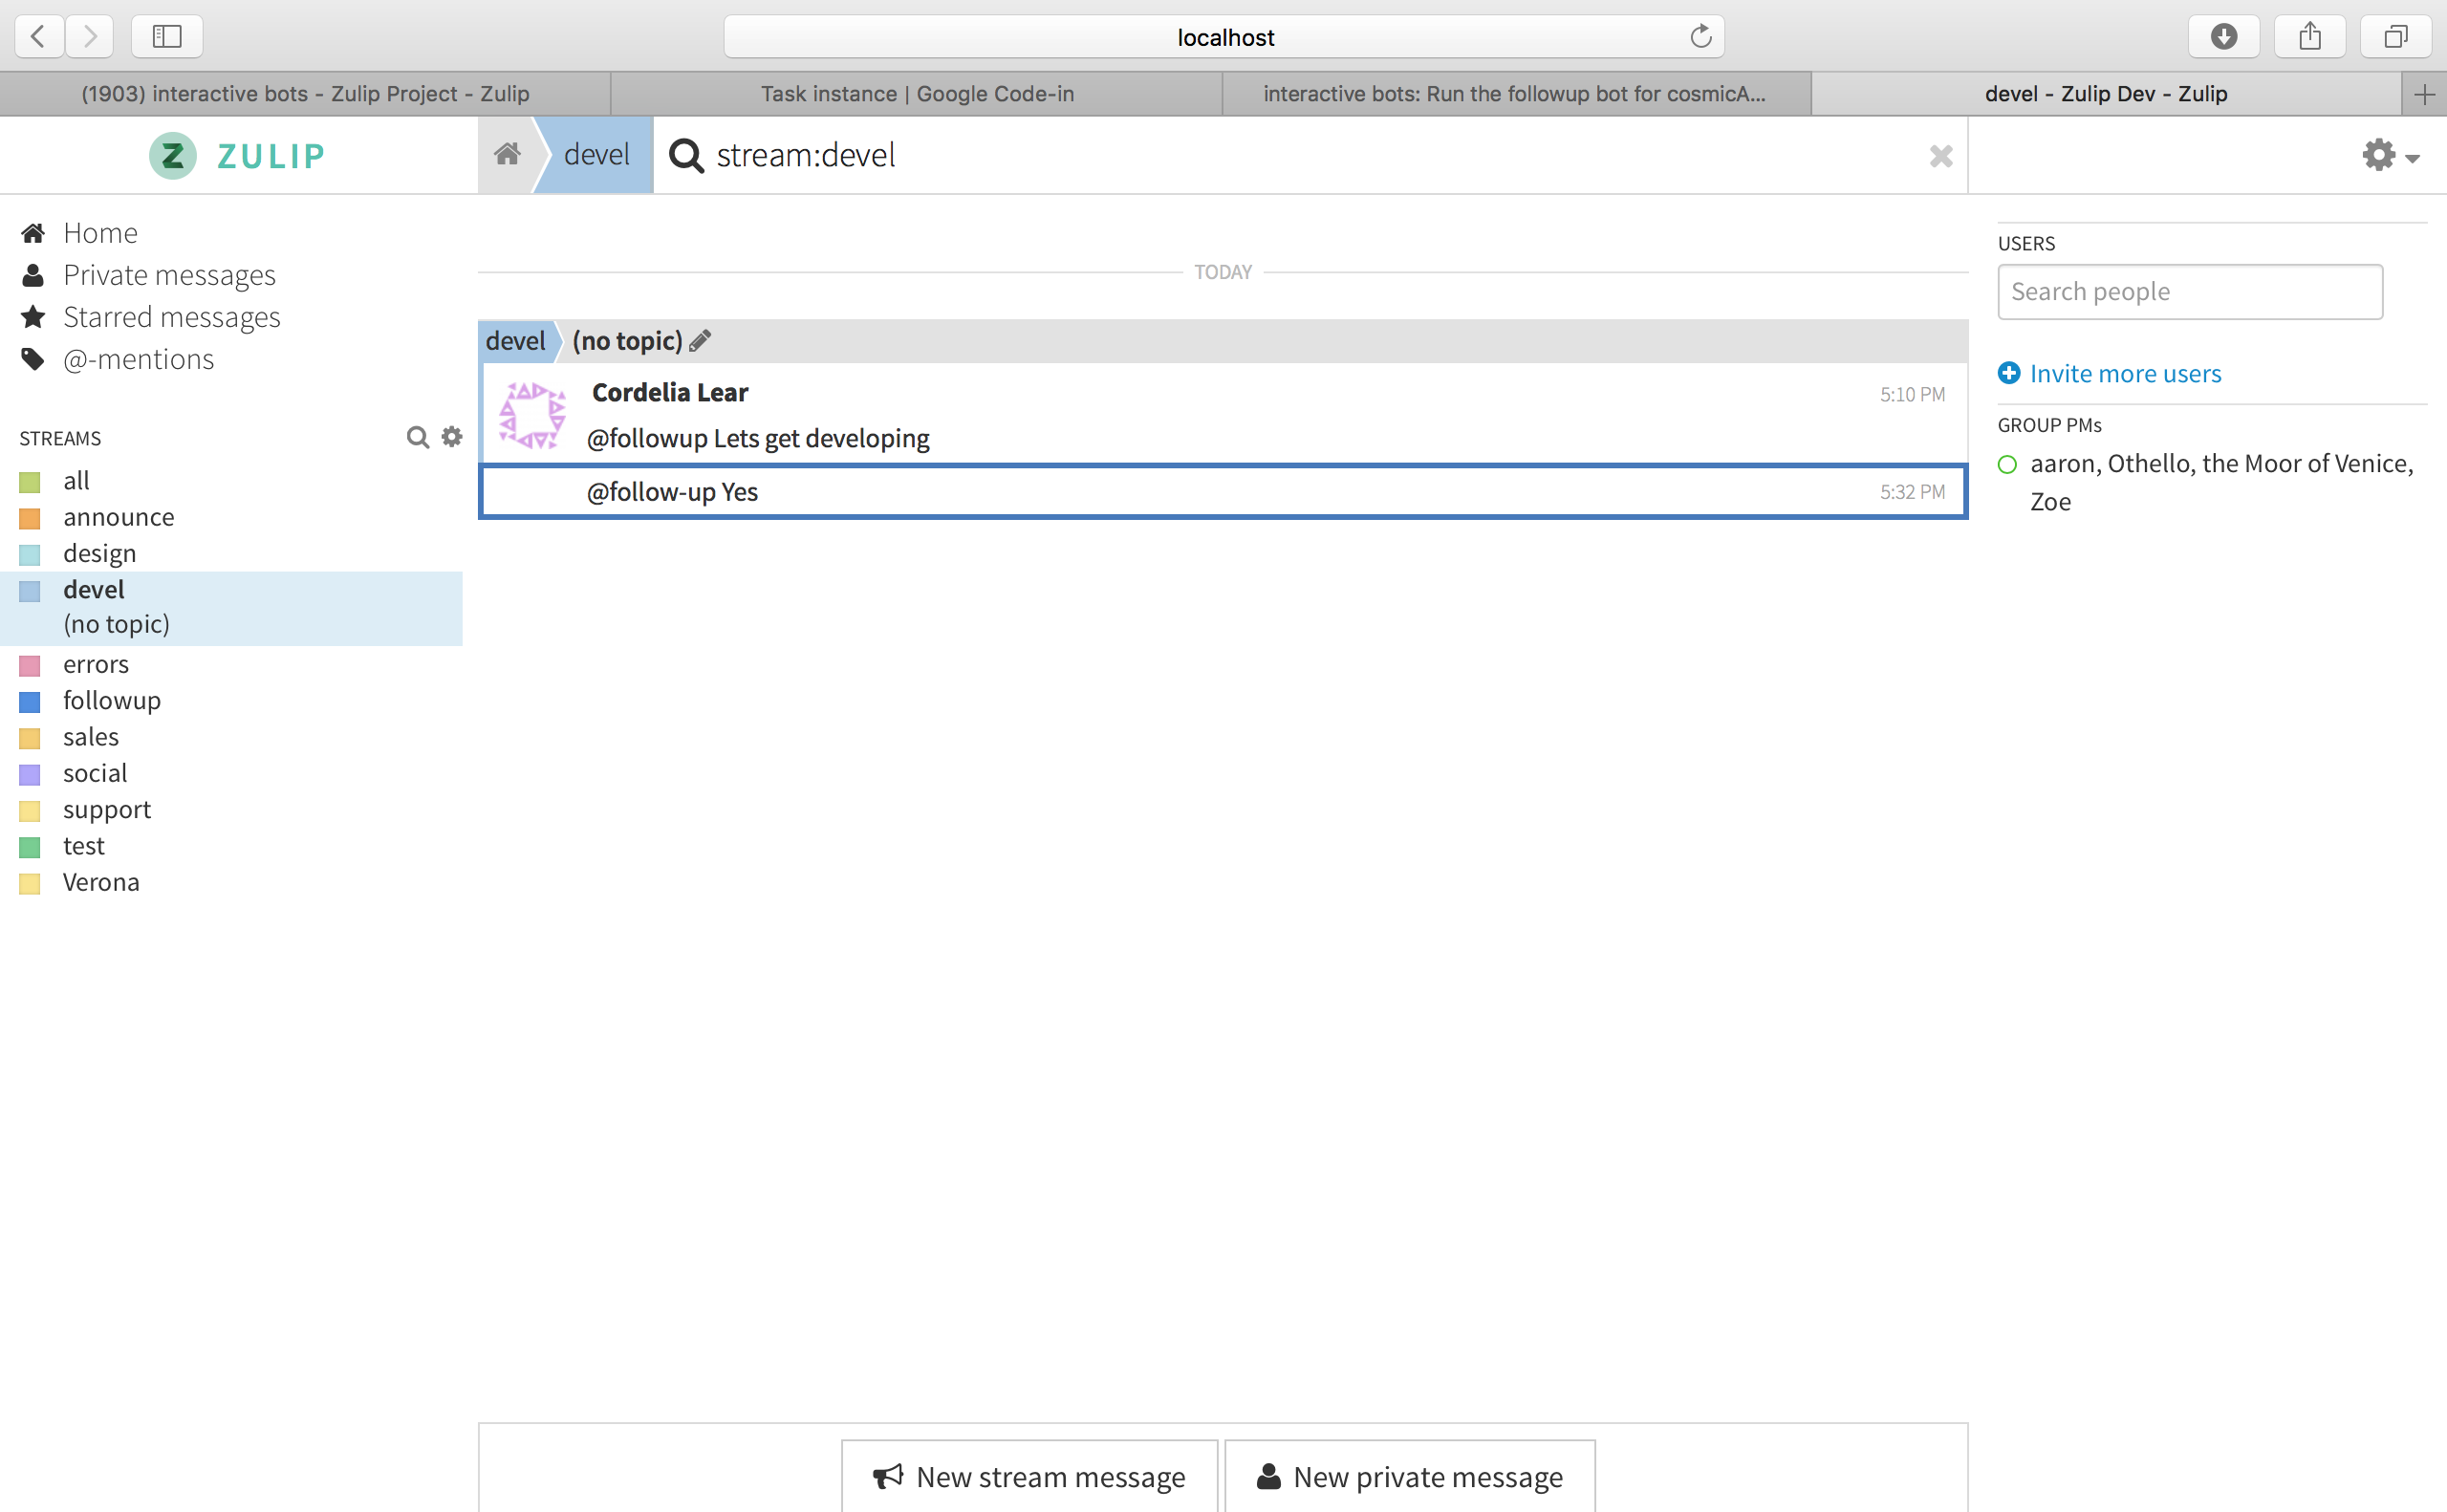 localhost
(1903) interactive bots - Zulip Project - Zulip
Task instance | Google Code-in
interactive bots: Run the followup bot for cosmicA...
devel - Zulip Dev - Zulip
ZULIP
devel
stream:devel
Home
Private messages
Starred messages
@-mentions
STREAMS
all
announce
design
devel
(no topic)
errors
followup
sales
social
support
test
Verona
TODAY
devel (no topic)
Cordelia Lear 5:10 PM
@followup Lets get developing
@follow-up Yes 5:32 PM
New stream message
New private message
USERS
Search people
Invite more users
GROUP PMs
aaron, Othello, the Moor of Venice,
Zoe